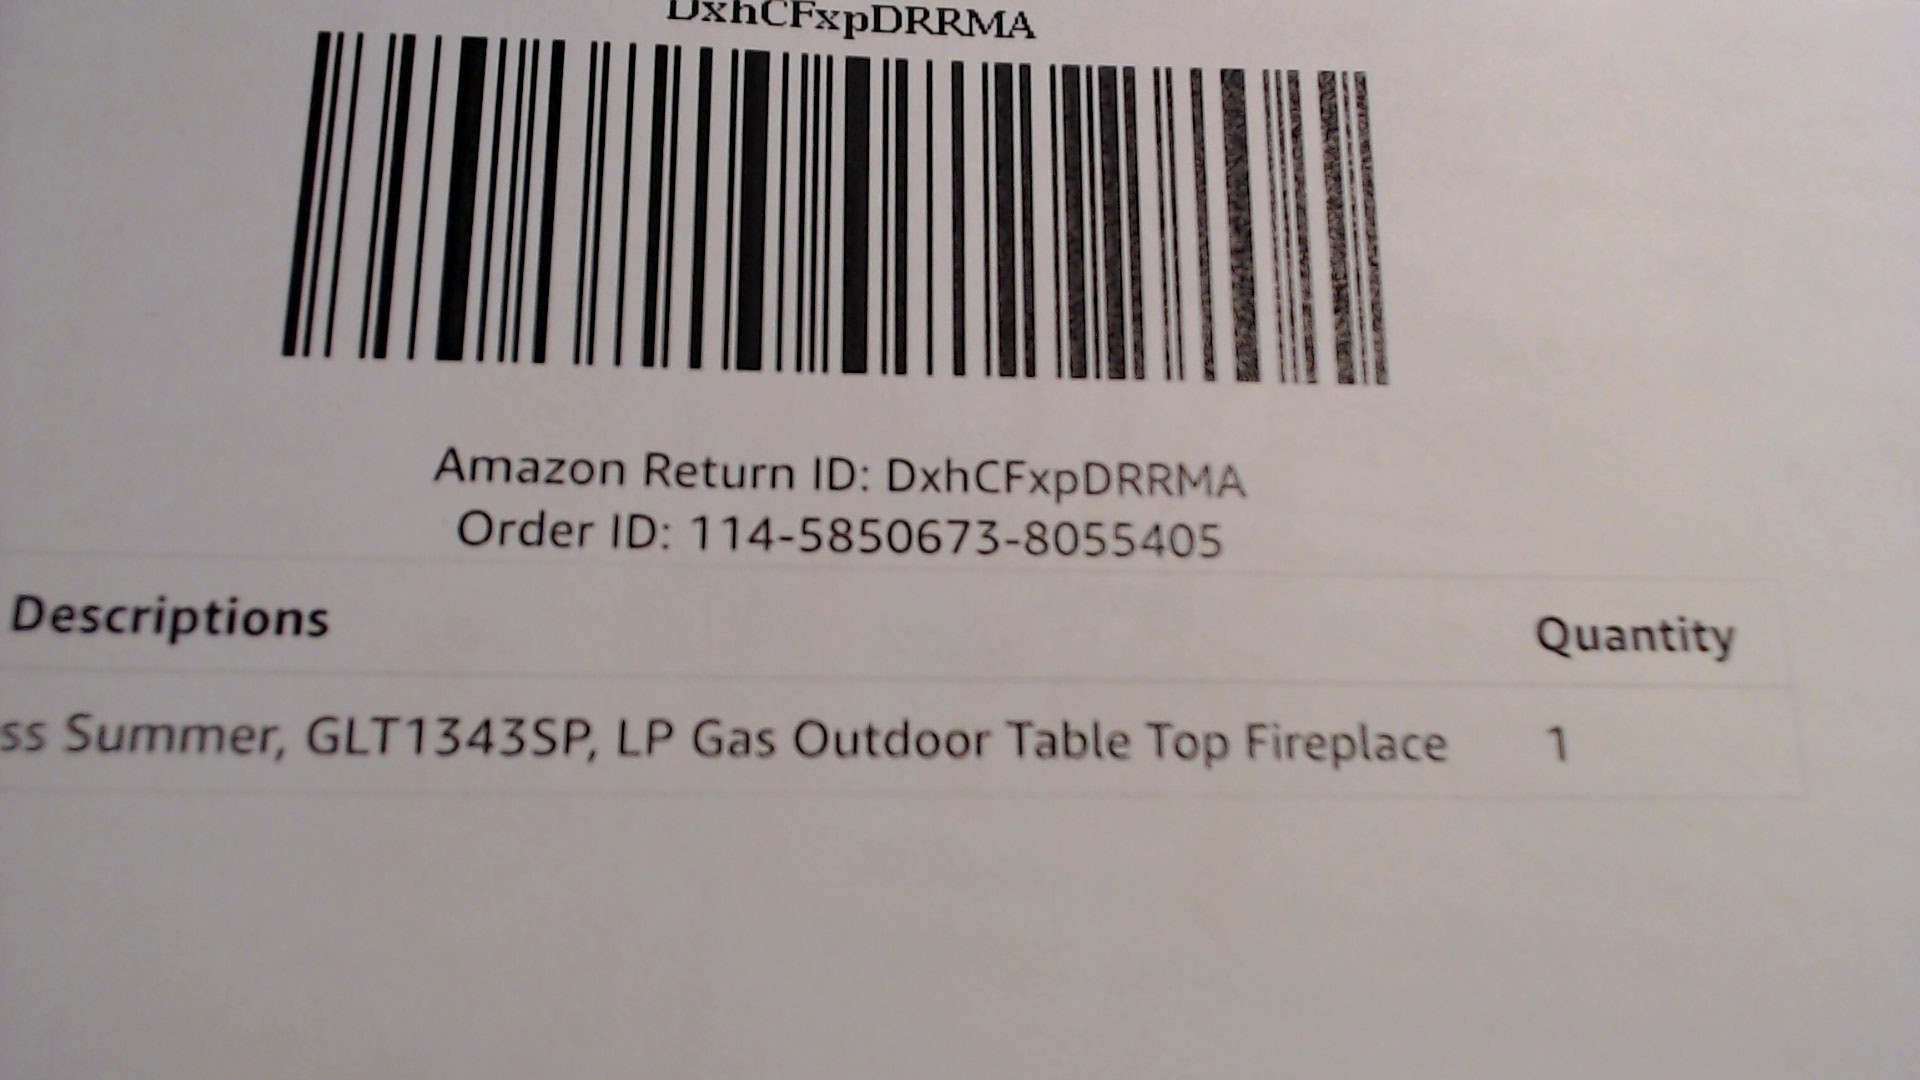 DxhCFxpDRRMA
Amazon Return ID: DxhCFxpDRRMA
Order ID: 114-5850673-8055405
Descriptions Quantity
ss Summer, GLT1343SP, LP Gas Outdoor Table Top Fireplace 1